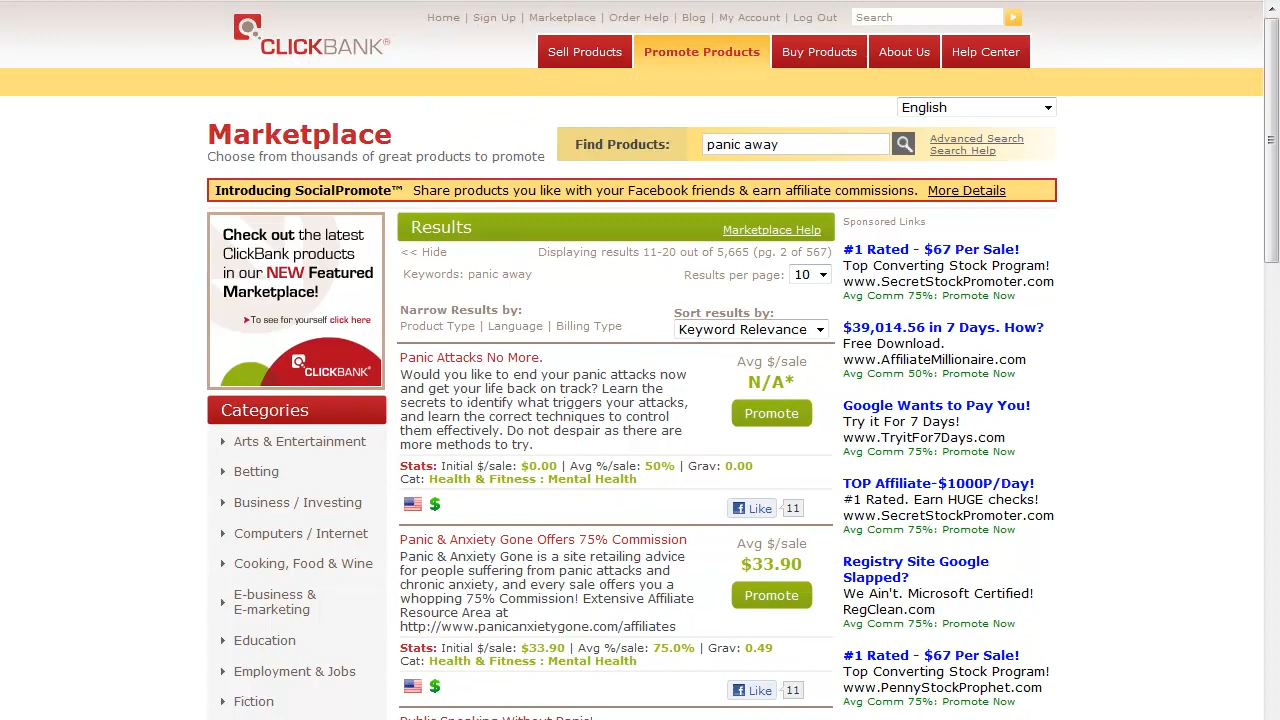 Home | Sign Up | Marketplace | Order Help | Blog | My Account | Log Out
Search
CLICKBANK®
Sell Products
Promote Products
Buy Products
About Us
Help Center
English
Marketplace
Choose from thousands of great products to promote
Find Products:
panic away
Advanced Search
Search Help
Introducing SocialPromote™ Share products you like with your Facebook friends & earn affiliate commissions. More Details
Check out the latest
ClickBank products
in our NEW Featured
Marketplace!
To see for yourself click here
CLICKBANK®
Categories
Arts & Entertainment
Betting
Business / Investing
Computers / Internet
Cooking, Food & Wine
E-business &
E-marketing
Education
Employment & Jobs
Fiction
Results
Marketplace Help
<< Hide
Displaying results 11-20 out of 5,665 (pg. 2 of 567)
Keywords: panic away
Results per page: 10
Narrow Results by:
Product Type | Language | Billing Type
Sort results by:
Keyword Relevance
Panic Attacks No More.
Would you like to end your panic attacks now
and get your life back on track? Learn the
secrets to identify what triggers your attacks,
and learn the correct techniques to control
them effectively. Do not despair as there are
more methods to try.
Avg $/sale
N/A*
Promote
Stats: Initial $/sale: $0.00 | Avg %/sale: 50% | Grav: 0.00
Cat: Health & Fitness : Mental Health
$
Like
11
Panic & Anxiety Gone Offers 75% Commission
Panic & Anxiety Gone is a site retailing advice
for people suffering from panic attacks and
chronic anxiety, and every sale offers you a
whopping 75% Commission! Extensive Affiliate
Resource Area at
http://www.panicanxietygone.com/affiliates
Avg $/sale
$33.90
Promote
Stats: Initial $/sale: $33.90 | Avg %/sale: 75.0% | Grav: 0.49
Cat: Health & Fitness : Mental Health
$
Like
11
Public Speaking Without Panic!
Sponsored Links
#1 Rated - $67 Per Sale!
Top Converting Stock Program!
www.SecretStockPromoter.com
Avg Comm 75%: Promote Now
$39,014.56 in 7 Days. How?
Free Download.
www.AffiliateMillionaire.com
Avg Comm 50%: Promote Now
Google Wants to Pay You!
Try it For 7 Days!
www.TryitFor7Days.com
Avg Comm 75%: Promote Now
TOP Affiliate-$1000P/Day!
#1 Rated. Earn HUGE checks!
www.SecretStockPromoter.com
Avg Comm 75%: Promote Now
Registry Site Google
Slapped?
We Ain't. Microsoft Certified!
RegClean.com
Avg Comm 75%: Promote Now
#1 Rated - $67 Per Sale!
Top Converting Stock Program!
www.PennyStockProphet.com
Avg Comm 75%: Promote Now